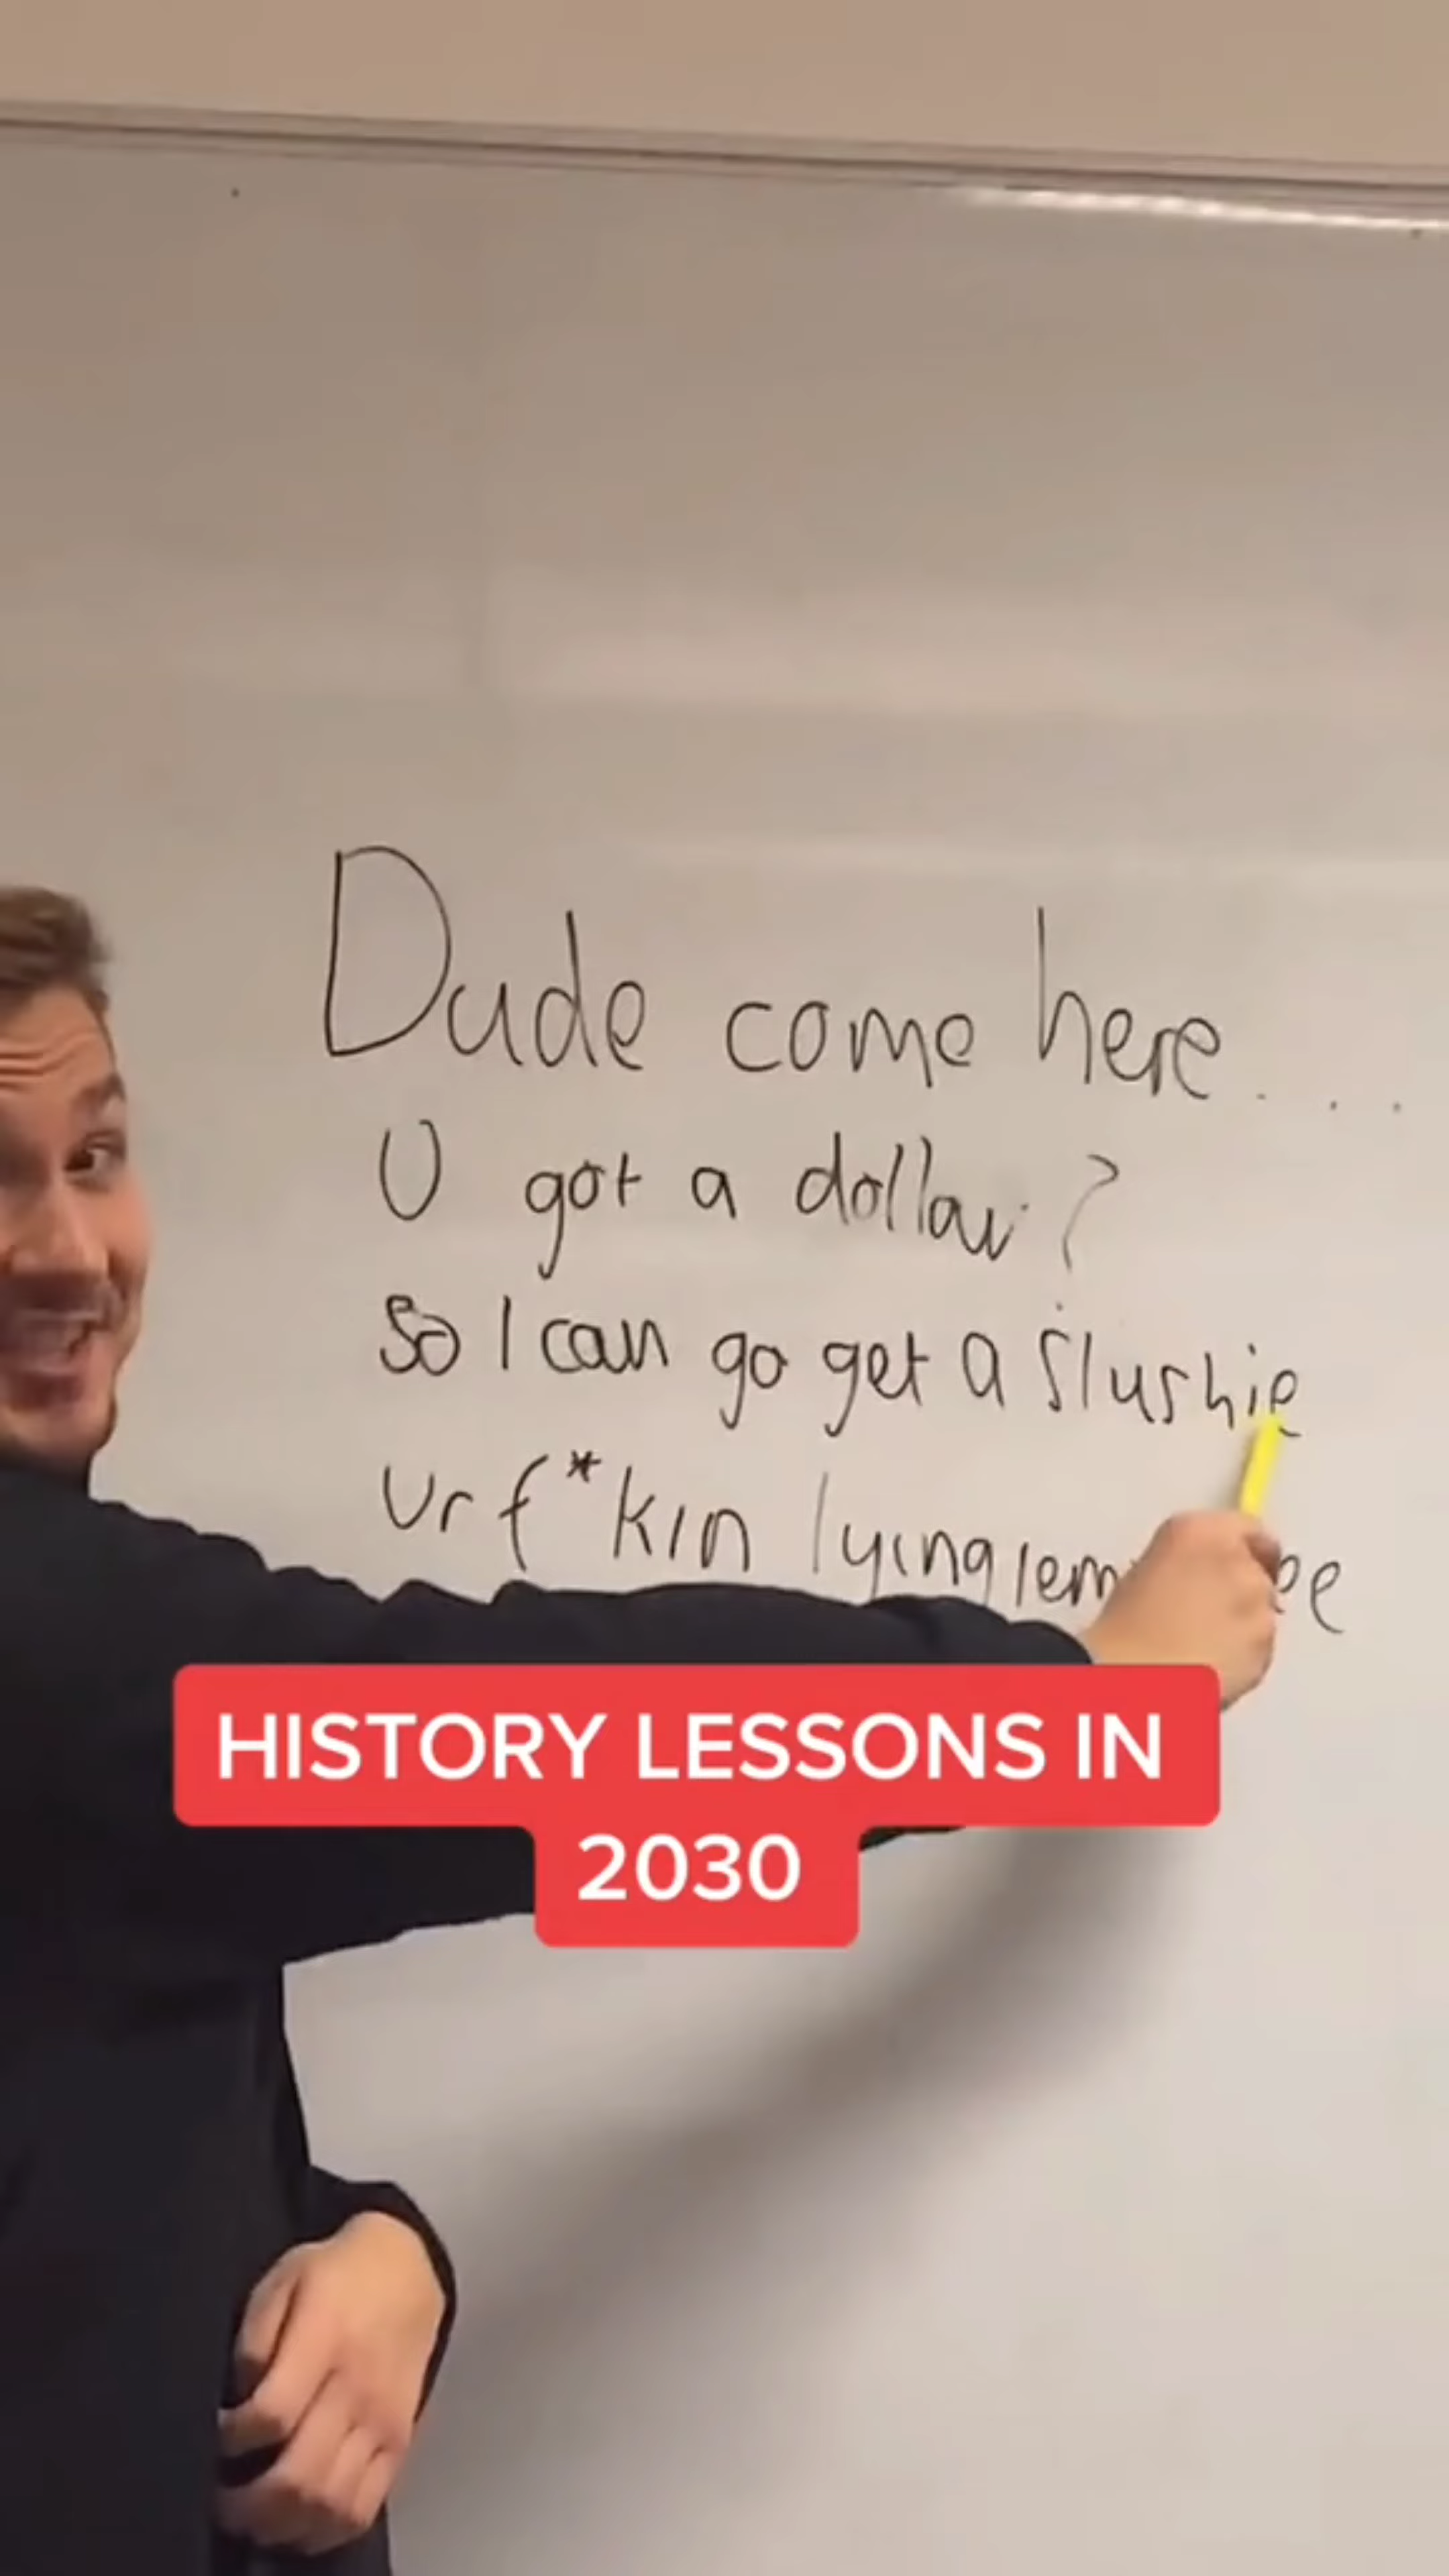 Dude come here....
U got a dollar?
So I can go get a slushie
Ur f*kin lying
HISTORY LESSONS IN
2030